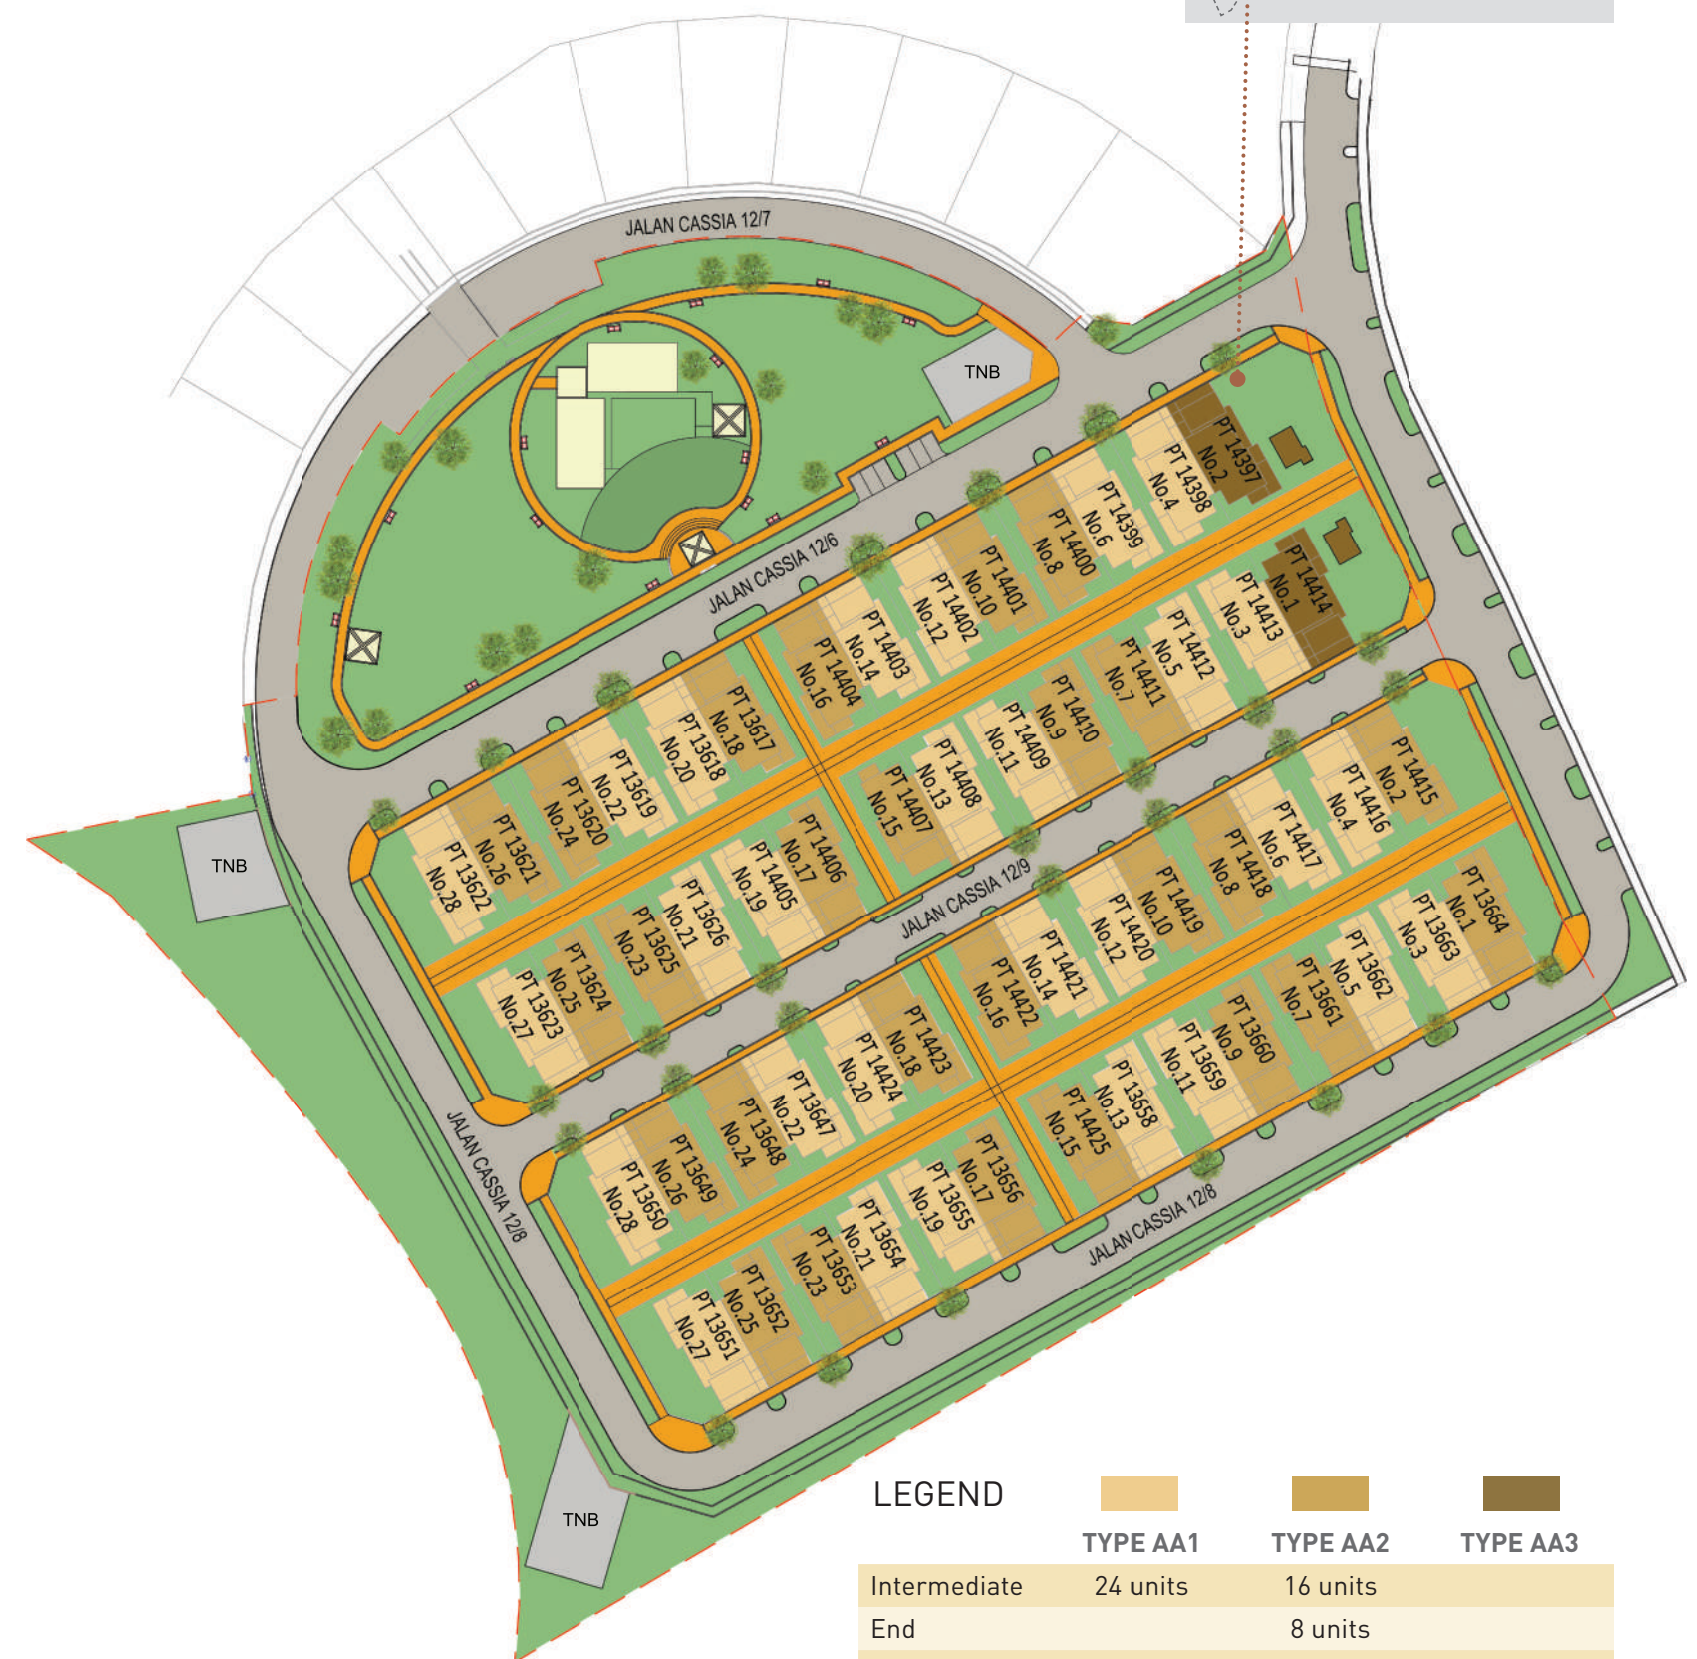 JALAN CASSIA 12/7
TNB
JALAN CASSIA 12/6
PT 14397
No.2
PT 14398
No.4
PT 14399
No.6
PT 14400
No.8
PT 14401
No.10
PT 14402
No.12
PT 14403
No.14
PT 14404
No.16
PT 13617
No.18
PT 13618
No.20
PT 13619
No.22
PT 13620
No.24
PT 13621
No.26
PT 13622
No.28
PT 14414
No.1
PT 14413
No.3
PT 14412
No.5
PT 14411
No.7
PT 14410
No.9
PT 14409
No.11
PT 14408
No.13
PT 14407
No.15
PT 14406
No.17
PT 14405
No.19
PT 13626
No.21
PT 13625
No.23
PT 13624
No.25
PT 13623
No.27
TNB
JALAN CASSIA 12/9
PT 14415
No.2
PT 14416
No.4
PT 14417
No.6
PT 14418
No.8
PT 14419
No.10
PT 14420
No.12
PT 14421
No.14
PT 14422
No.16
PT 14423
No.18
PT 14424
No.20
PT 13647
No.22
PT 13648
No.24
PT 13649
No.26
PT 13650
No.28
PT 13664
No.1
PT 13663
No.3
PT 13662
No.5
PT 13661
No.7
PT 13660
No.9
PT 13659
No.11
PT 13658
No.13
PT 14425
No.15
PT 13656
No.17
PT 13655
No.19
PT 13654
No.21
PT 13653
No.23
PT 13652
No.25
PT 13651
No.27
JALAN CASSIA 12/8
JALAN CASSIA 12/8
TNB
LEGEND
TYPE AA1 TYPE AA2 TYPE AA3
Intermediate 24 units 16 units
End 8 units